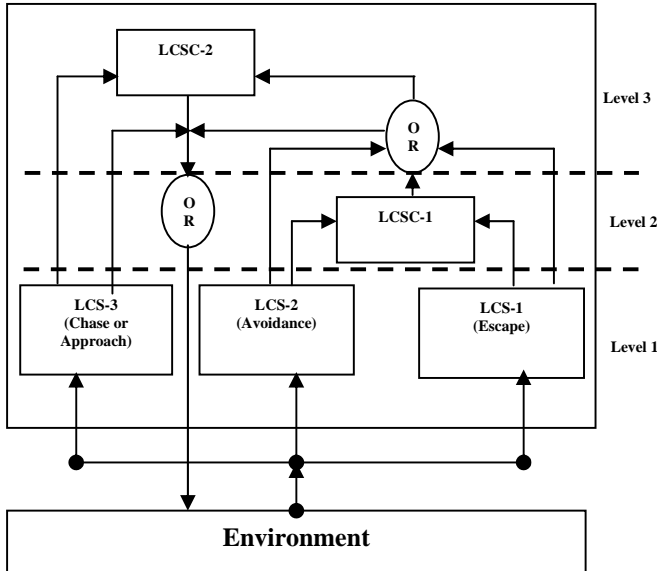 LCSC-2
Level 3
O
R
O
R
LCSC-1
Level 2
LCS-3
(Chase or
Approach)
LCS-2
(Avoidance)
LCS-1
(Escape)
Level 1
Environment